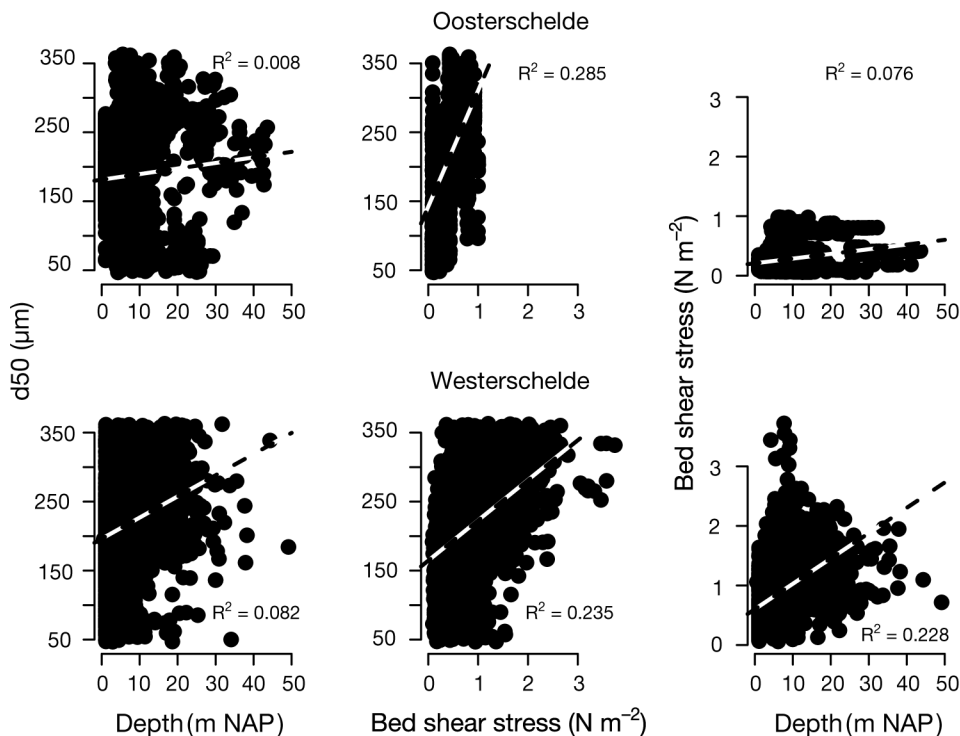 Oosterschelde
R² = 0.008
R² = 0.285
R² = 0.076
350
250
150
50
0 10 20 30 40 50
350
250
150
50
0 1 2 3
3
2
1
0
0 10 20 30 40 50
d50 (µm)
Bed shear stress (N m⁻²)
Westerschelde
350
250
150
50
R² = 0.082
0 10 20 30 40 50
Depth (m NAP)
350
250
150
50
R² = 0.235
0 1 2 3
Bed shear stress (N m⁻²)
3
2
1
0
R² = 0.228
0 10 20 30 40 50
Depth (m NAP)